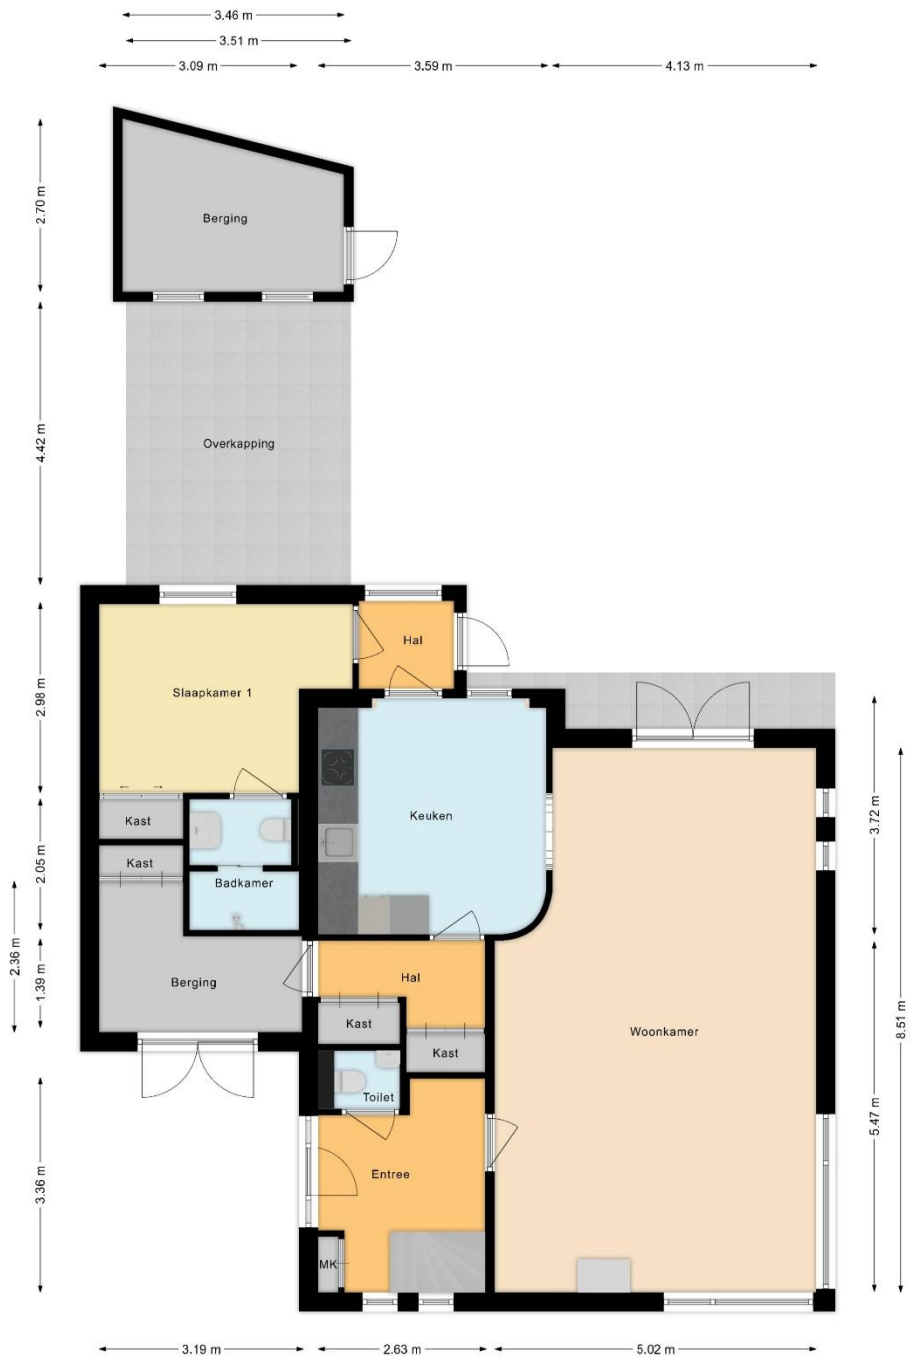 3.46 m
3.51 m
3.09 m
3.59 m
4.13 m
2.70 m
Berging
4.42 m
Overkapping
Hal
2.98 m
Slaapkamer 1
Keuken
3.72 m
Kast
Kast
2.05 m
Badkamer
2.36 m
1.39 m
Berging
Hal
Kast
Kast
Woonkamer
8.51 m
Toilet
5.47 m
Entree
3.36 m
MK
3.19 m
2.63 m
5.02 m